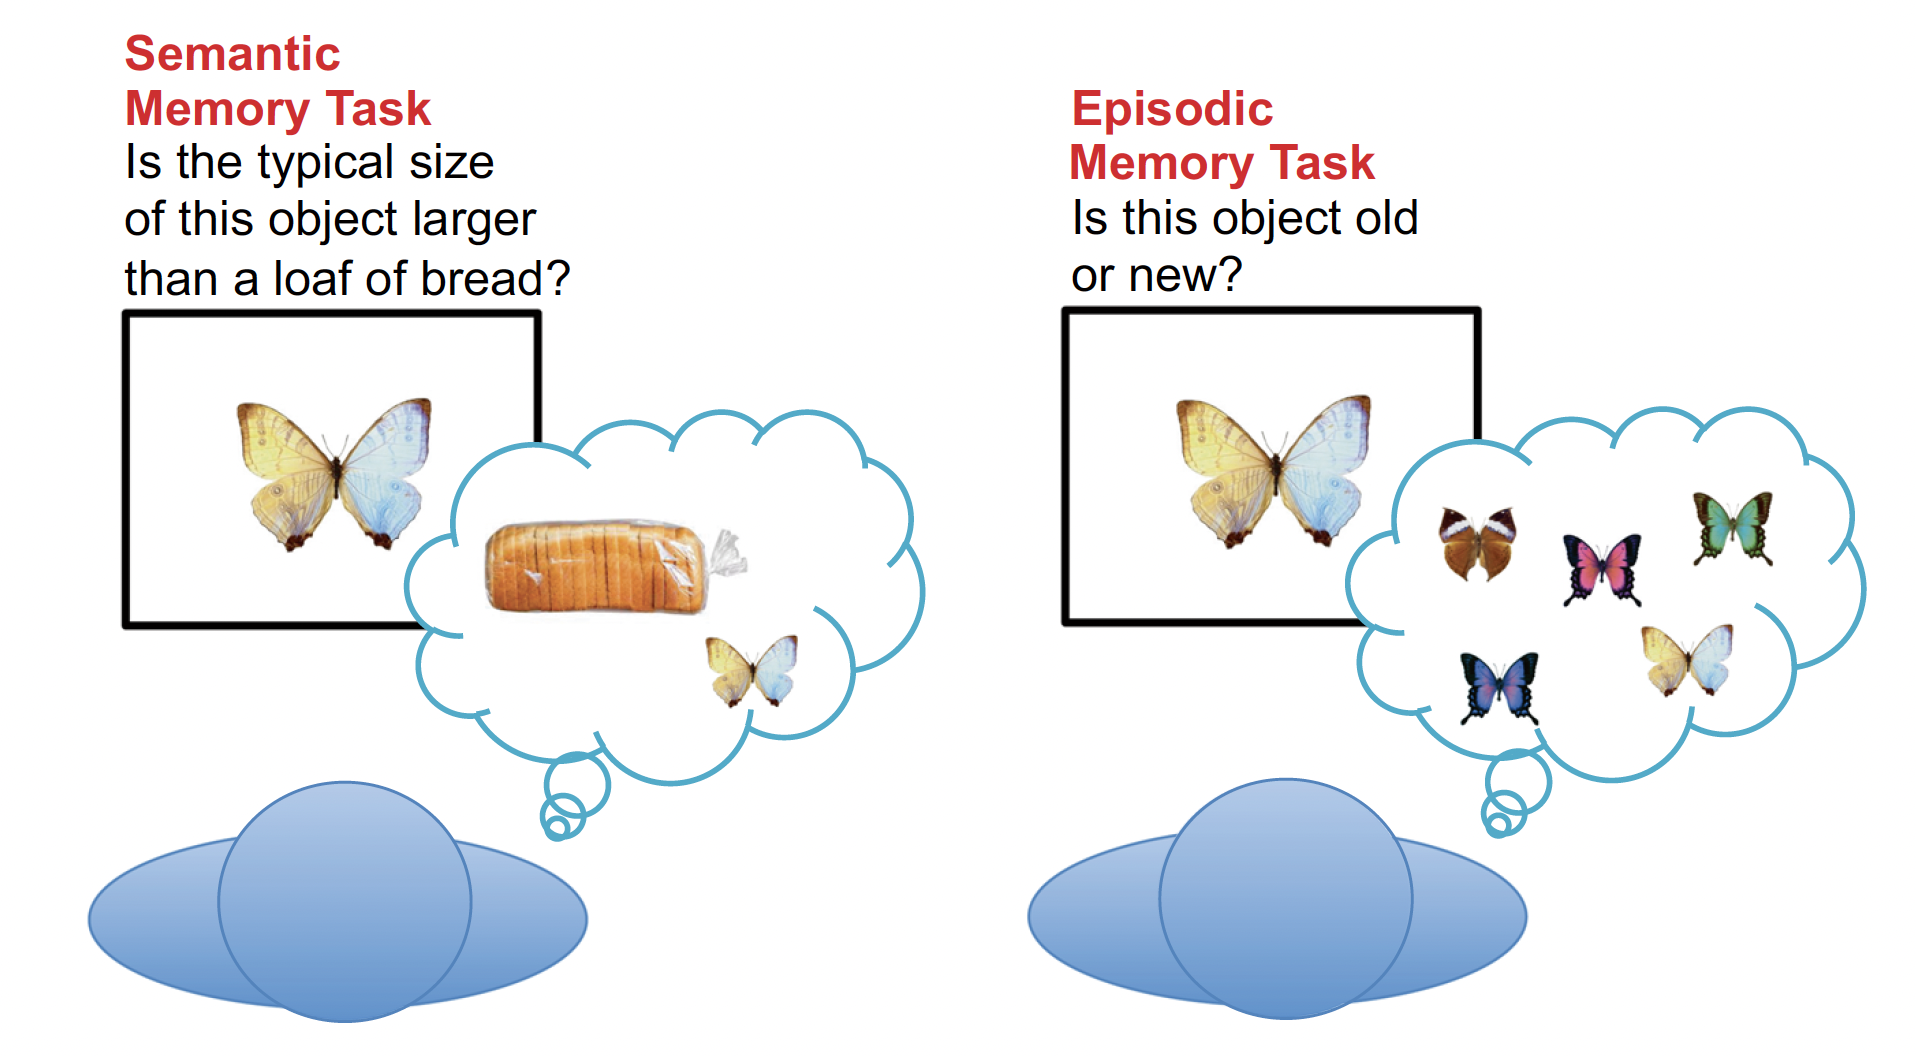 Semantic
Memory Task
Is the typical size
of this object larger
than a loaf of bread?
Episodic
Memory Task
Is this object old
or new?